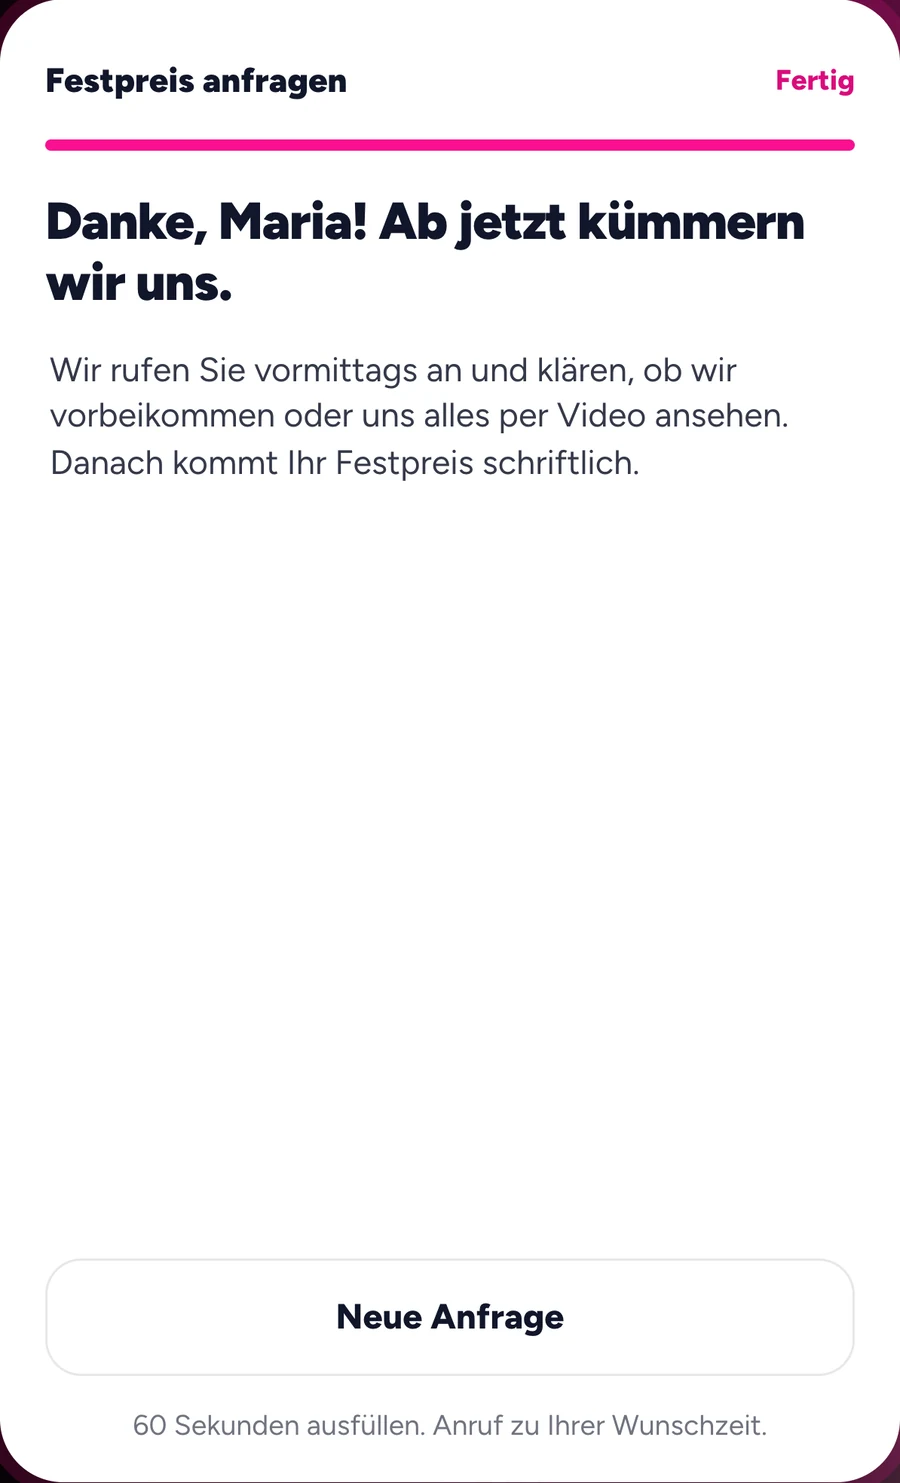 Festpreis anfragen
Fertig
Danke, Maria! Ab jetzt kümmern
wir uns.
Wir rufen Sie vormittags an und klären, ob wir
vorbeikommen oder uns alles per Video ansehen.
Danach kommt Ihr Festpreis schriftlich.
Neue Anfrage
60 Sekunden ausfüllen. Anruf zu Ihrer Wunschzeit.